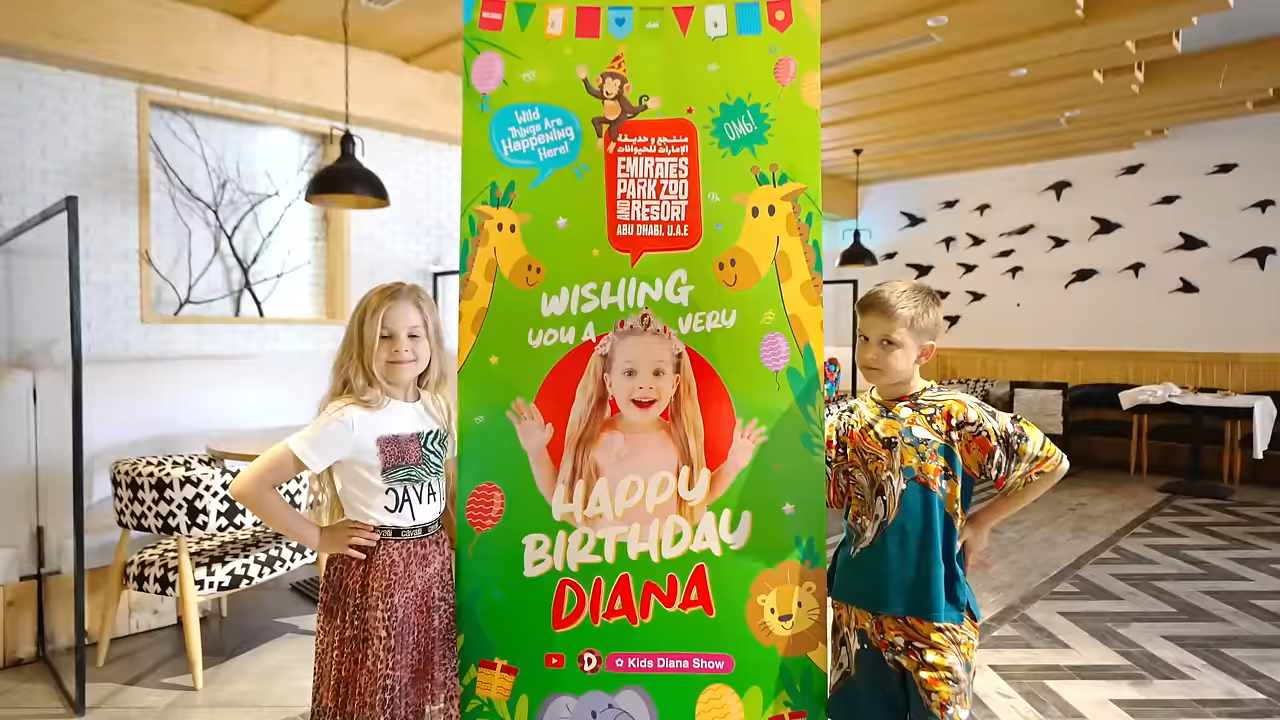 Wild
Things Are
Happening
Here!
OMG!
منتجع و حديقة
الإمارات للحيوانات
EMIRATES
PARK ZOO
AND RESORT
ABU DHABI, U.A.E
WISHING
YOU A VERY
HAPPY
BIRTHDAY
DIANA
D
Kids Diana Show
CAVA
cavalli